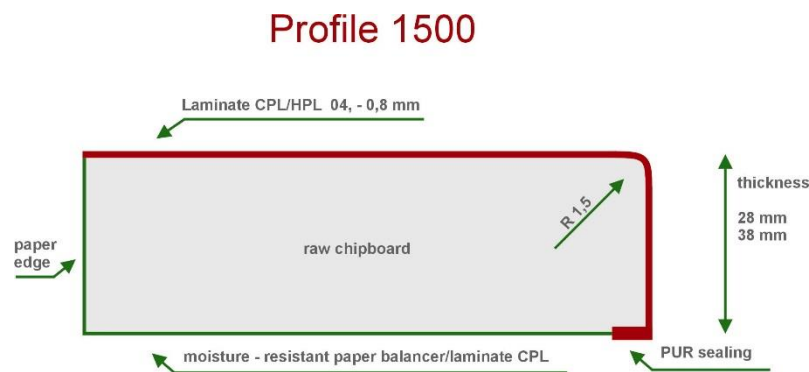 Profile 1500
Laminate CPL/HPL 04, - 0,8 mm
thickness
28 mm
38 mm
R 1,5
raw chipboard
paper
edge
moisture - resistant paper balancer/laminate CPL
PUR sealing